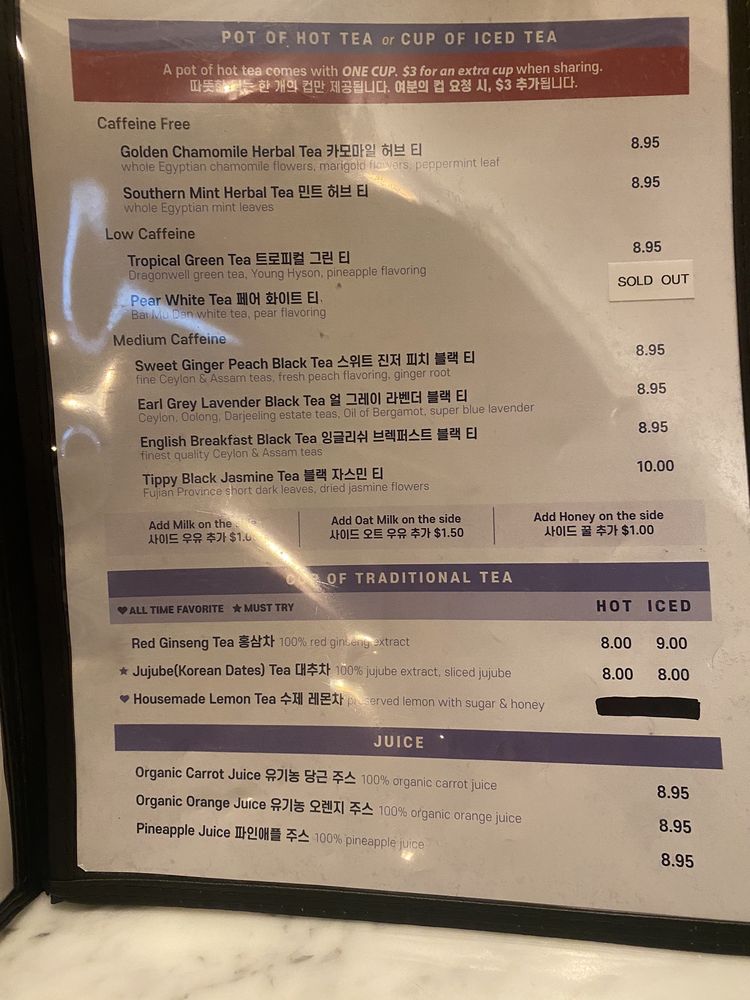 POT OF HOT TEA or CUP OF ICED TEA
A pot of hot tea comes with ONE CUP. $3 for an extra cup when sharing.
한 개의 컵만 제공됩니다. 여분의 컵 요청 시, $3 추가됩니다.
Caffeine Free
Golden Chamomile Herbal Tea 카모마일 허브 티 8.95
whole Egyptian chamomile flowers, marigold flowers, peppermint leaf
Southern Mint Herbal Tea 민트 허브 티 8.95
whole Egyptian mint leaves
Low Caffeine
Tropical Green Tea 트로피컬 그린 티 8.95
Dragonwell green tea, Young Hyson, pineapple flavoring
Pear White Tea 페어 화이트 티 SOLD OUT
Bai Mu Dan white tea, pear flavoring
Medium Caffeine
Sweet Ginger Peach Black Tea 스위트 진저 피치 블랙 티 8.95
fine Ceylon & Assam teas, fresh peach flavoring, ginger root
Earl Grey Lavender Black Tea 얼 그레이 라벤더 블랙 티 8.95
Ceylon, Oolong, Darjeeling estate teas, Oil of Bergamot, super blue lavender
English Breakfast Black Tea 잉글리쉬 브렉퍼스트 블랙 티 8.95
finest quality Ceylon & Assam teas
Tippy Black Jasmine Tea 블랙 자스민 티 10.00
Fujian Province short dark leaves, dried jasmine flowers
Add Milk on the side
사이드 우유 추가 $1.00
Add Oat Milk on the side
사이드 오트 우유 추가 $1.50
Add Honey on the side
사이드 꿀 추가 $1.00
CUP OF TRADITIONAL TEA
♥ALL TIME FAVORITE ★MUST TRY HOT ICED
Red Ginseng Tea 홍삼차 100% red ginseng extract 8.00 9.00
★ Jujube(Korean Dates) Tea 대추차 100% jujube extract, sliced jujube 8.00 8.00
♥ Housemade Lemon Tea 수제 레몬차 preserved lemon with sugar & honey
JUICE
Organic Carrot Juice 유기농 당근 주스 100% organic carrot juice 8.95
Organic Orange Juice 유기농 오렌지 주스 100% organic orange juice 8.95
Pineapple Juice 파인애플 주스 100% pineapple juice 8.95